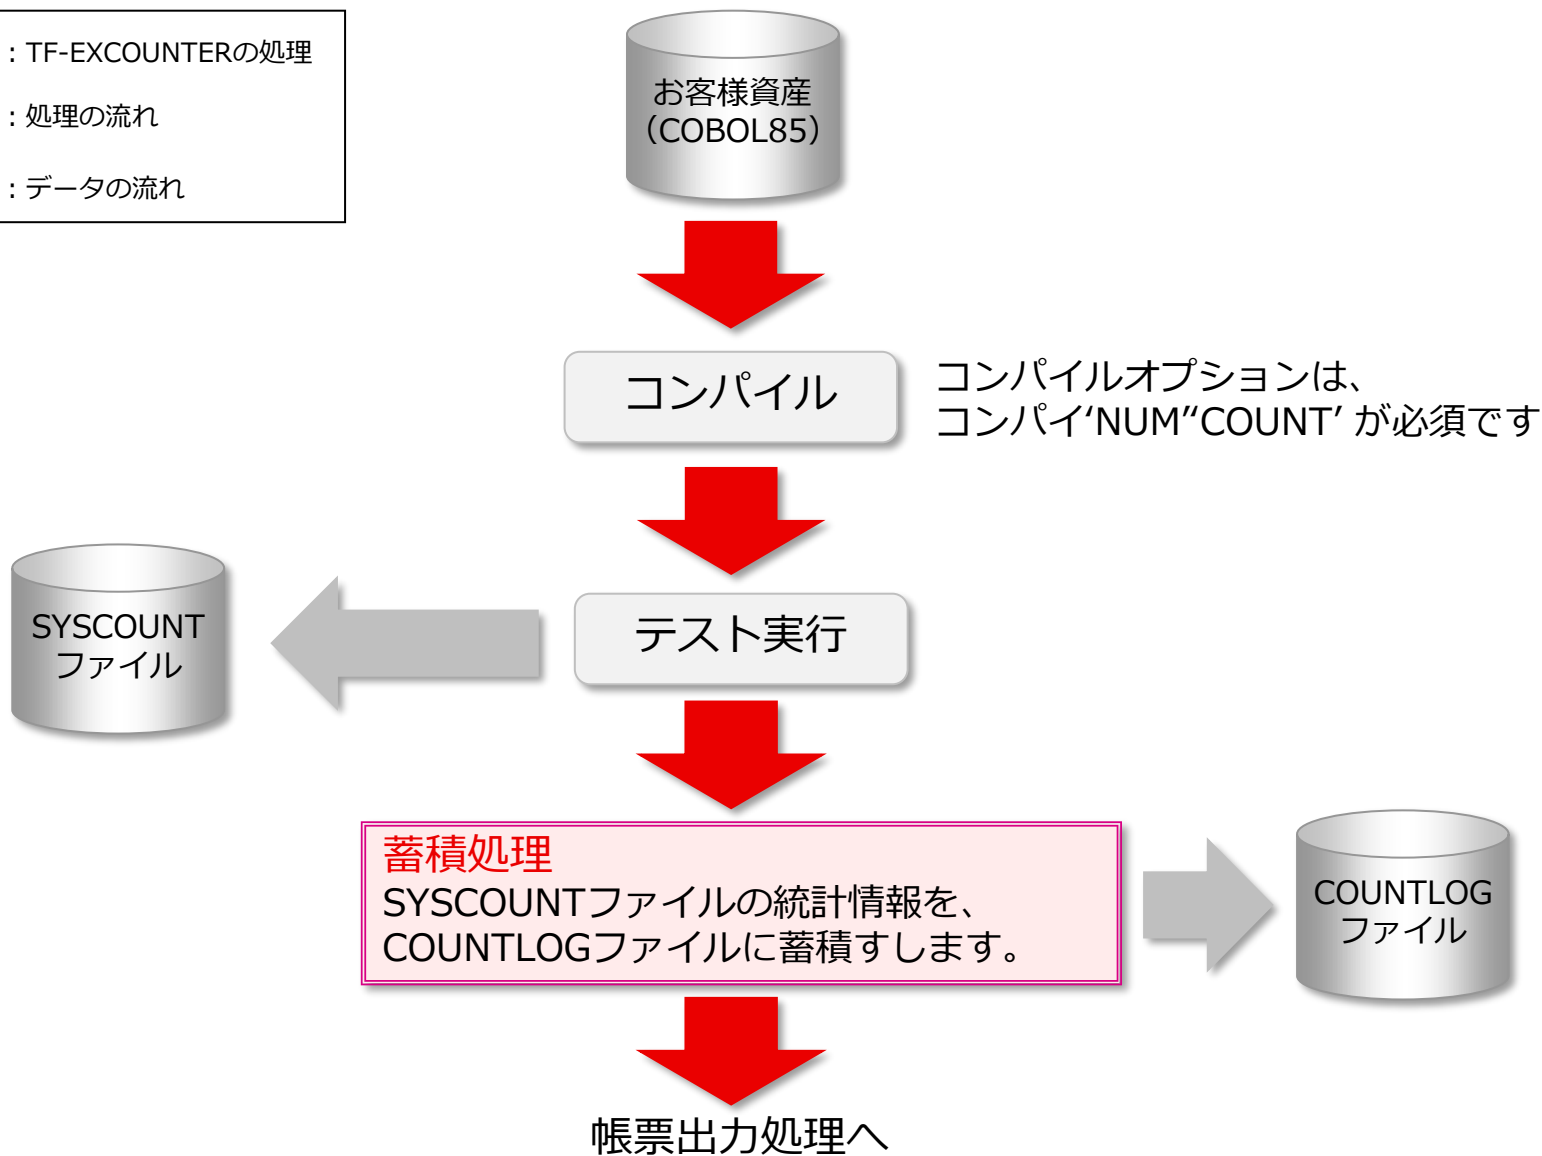 ：TF-EXCOUNTERの処理
：処理の流れ
：データの流れ
お客様資産
（COBOL85）
コンパイル
コンパイルオプションは、
コンパイ‘NUM”COUNT’ が必須です
SYSCOUNT
ファイル
テスト実行
蓄積処理
SYSCOUNTファイルの統計情報を、
COUNTLOGファイルに蓄積すします。
COUNTLOG
ファイル
帳票出力処理へ